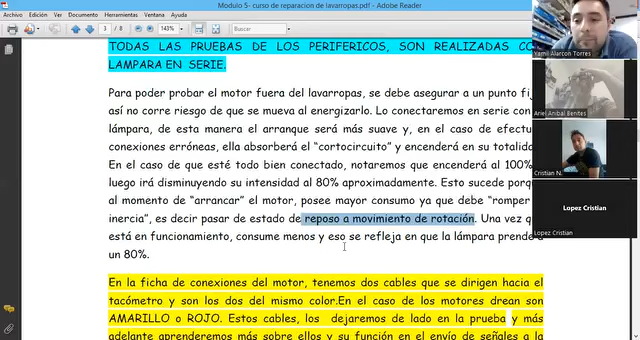 Modulo 5- curso de reparacion de lavarropas.pdf - Adobe Reader
Archivo Edición Ver Documento Herramientas Ventana Ayuda
3 / 8 143% Buscar
TODAS LAS PRUEBAS DE LOS PERIFERICOS, SON REALIZADAS CO
LAMPARA EN SERIE.
Para poder probar el motor fuera del lavarropas, se debe asegurar a un punto fij
así no corre riesgo de que se mueva al energizarlo. Lo conectaremos en serie con
lámpara, de esta manera el arranque será más suave y, en el caso de efectu
conexiones erróneas, ella absorberá el "cortocircuito" y encenderá en su totalida
En el caso de que esté todo bien conectado, notaremos que encenderá al 100%
luego irá disminuyendo su intensidad al 80% aproximadamente. Esto sucede porq
al momento de "arrancar" el motor, posee mayor consumo ya que debe "romper
inercia", es decir pasar de estado de reposo a movimiento de rotación. Una vez q
está en funcionamiento, consume menos y eso se refleja en que la lámpara prende a
un 80%.
En la ficha de conexiones del motor, tenemos dos cables que se dirigen hacia el
tacómetro y son los dos del mismo color.En el caso de los motores drean son
AMARILLO o ROJO. Estos cables, los dejaremos de lado en la prueba y más
adelante aprenderemos más sobre ellos y su función en el envío de señales a la
Yamil Alarcon Torres
Ariel Anibal Benites
Cristian N.
Lopez Cristian
Lopez Cristian